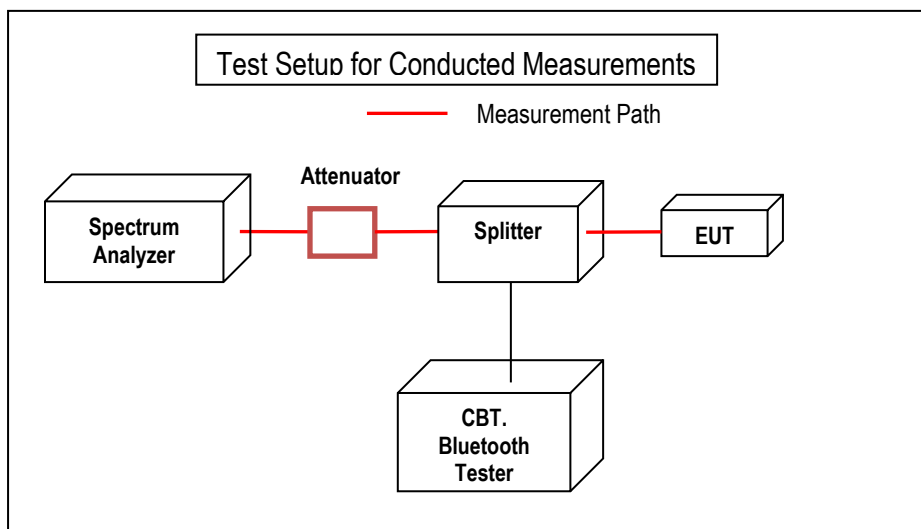 Test Setup for Conducted Measurements
Measurement Path
Attenuator
Spectrum
Analyzer
Splitter
EUT
CBT.
Bluetooth
Tester